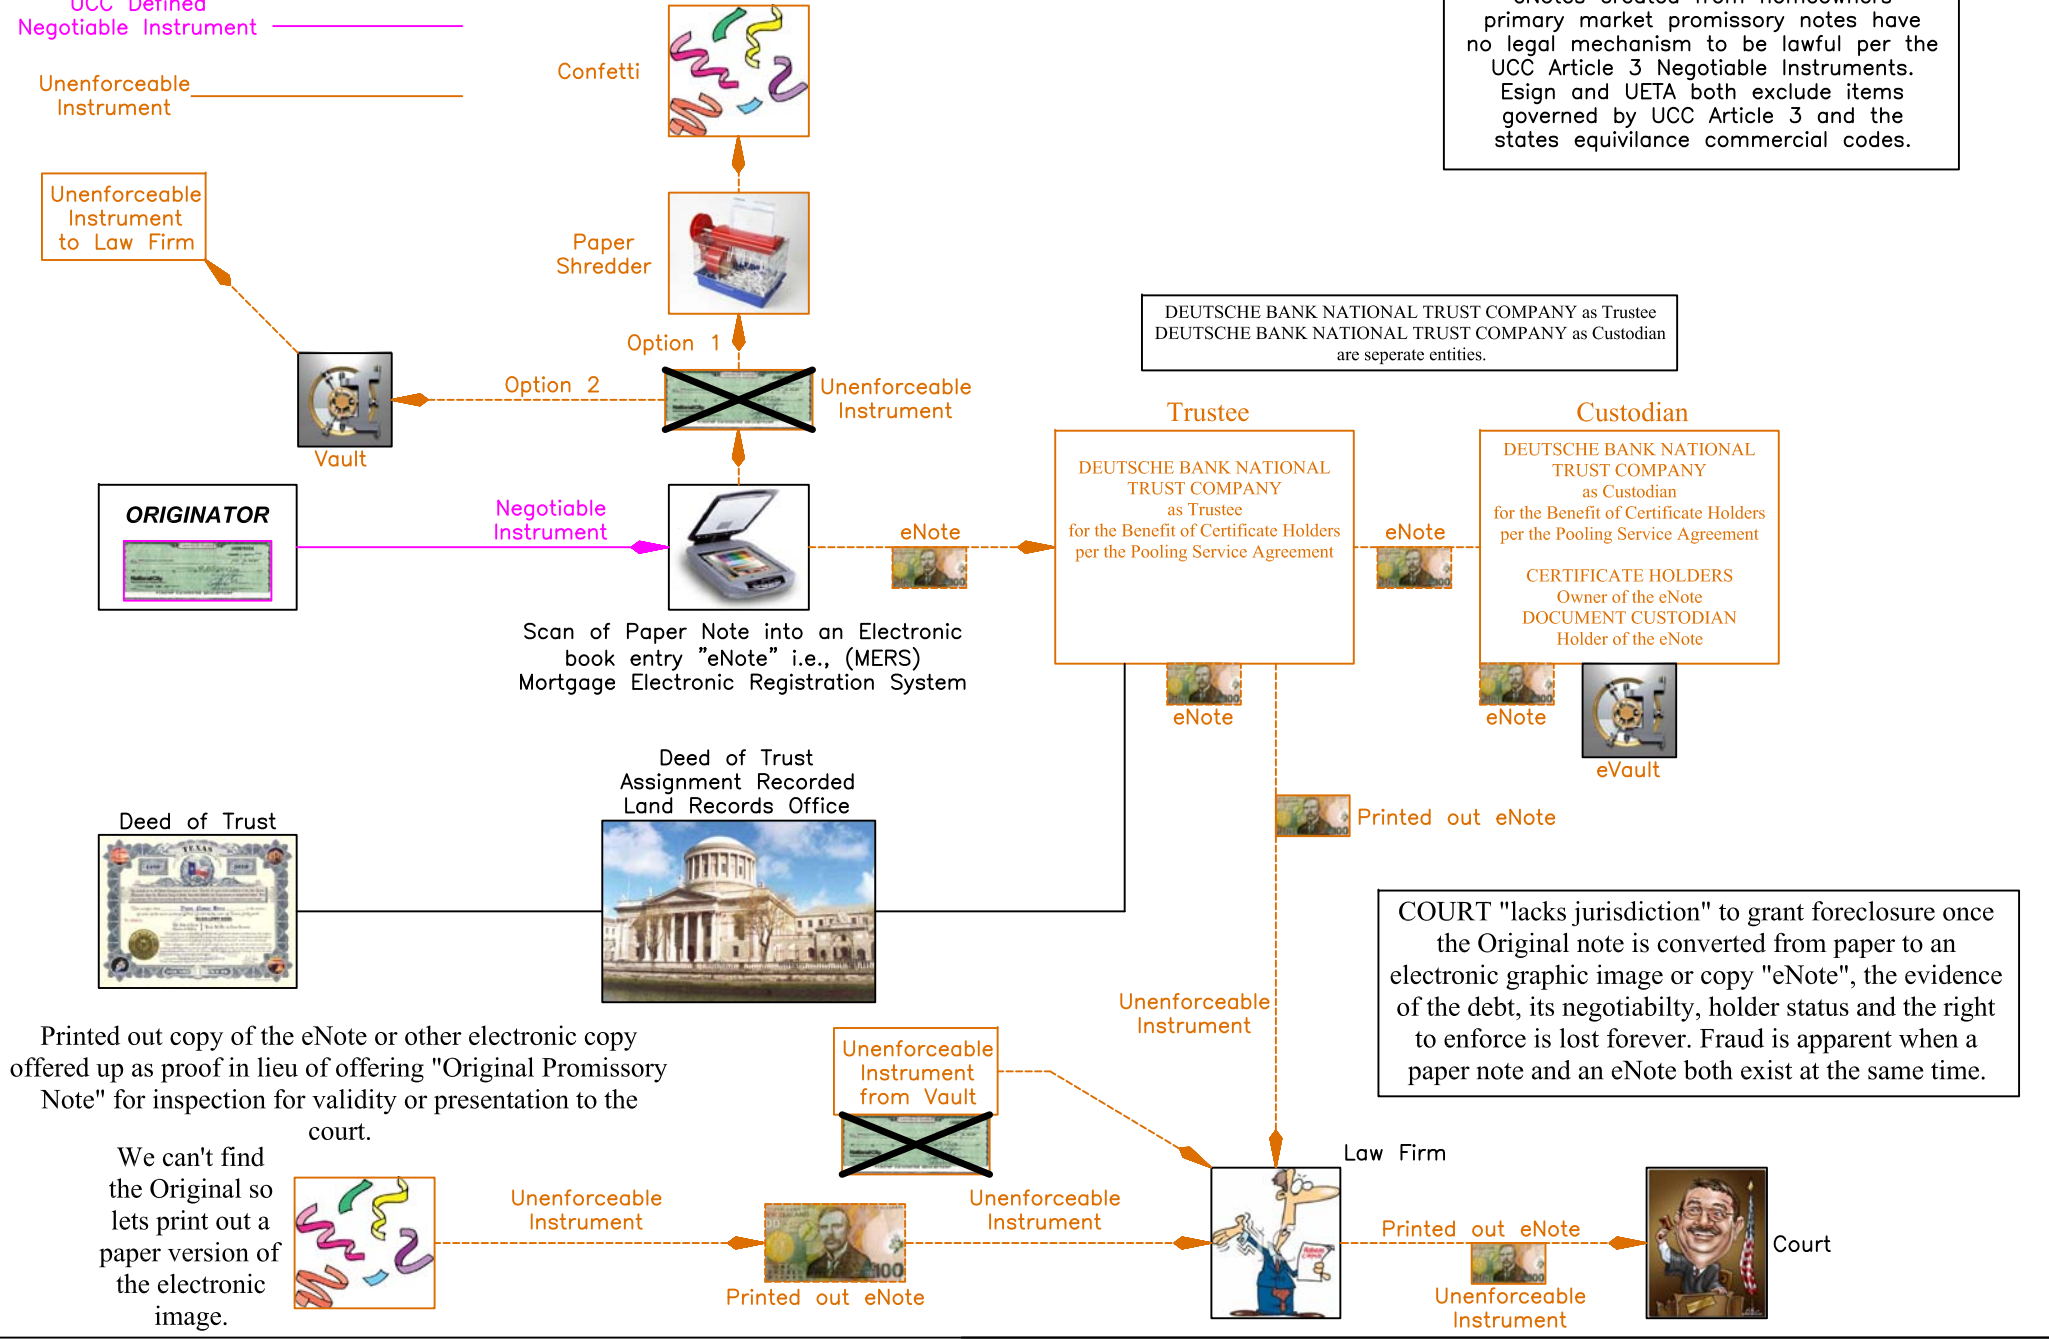 UCC Defined
Negotiable Instrument
Unenforceable
Instrument
Confetti
eNotes created from homeowners
primary market promissory notes have
no legal mechanism to be lawful per the
UCC Article 3 Negotiable Instruments.
Esign and UETA both exclude items
governed by UCC Article 3 and the
states equivilance commercial codes.
Unenforceable
Instrument
to Law Firm
Paper
Shredder
DEUTSCHE BANK NATIONAL TRUST COMPANY as Trustee
DEUTSCHE BANK NATIONAL TRUST COMPANY as Custodian
are seperate entities.
Option 1
Option 2
Unenforceable
Instrument
Vault
Trustee
DEUTSCHE BANK NATIONAL
TRUST COMPANY
as Trustee
for the Benefit of Certificate Holders
per the Pooling Service Agreement
Custodian
DEUTSCHE BANK NATIONAL
TRUST COMPANY
as Custodian
for the Benefit of Certificate Holders
per the Pooling Service Agreement
CERTIFICATE HOLDERS
Owner of the eNote
DOCUMENT CUSTODIAN
Holder of the eNote
ORIGINATOR
NationalCity
Negotiable
Instrument
eNote
eNote
Scan of Paper Note into an Electronic
book entry "eNote" i.e., (MERS)
Mortgage Electronic Registration System
eNote
eNote
eVault
Deed of Trust
Assignment Recorded
Land Records Office
Deed of Trust
TEXAS
Printed out eNote
COURT "lacks jurisdiction" to grant foreclosure once
the Original note is converted from paper to an
electronic graphic image or copy "eNote", the evidence
of the debt, its negotiabilty, holder status and the right
to enforce is lost forever. Fraud is apparent when a
paper note and an eNote both exist at the same time.
Unenforceable
Instrument
Printed out copy of the eNote or other electronic copy
offered up as proof in lieu of offering "Original Promissory
Note" for inspection for validity or presentation to the
court.
Unenforceable
Instrument
from Vault
We can't find
the Original so
lets print out a
paper version of
the electronic
image.
Unenforceable
Instrument
100
Printed out eNote
Unenforceable
Instrument
Law Firm
Printed out eNote
Unenforceable
Instrument
Court